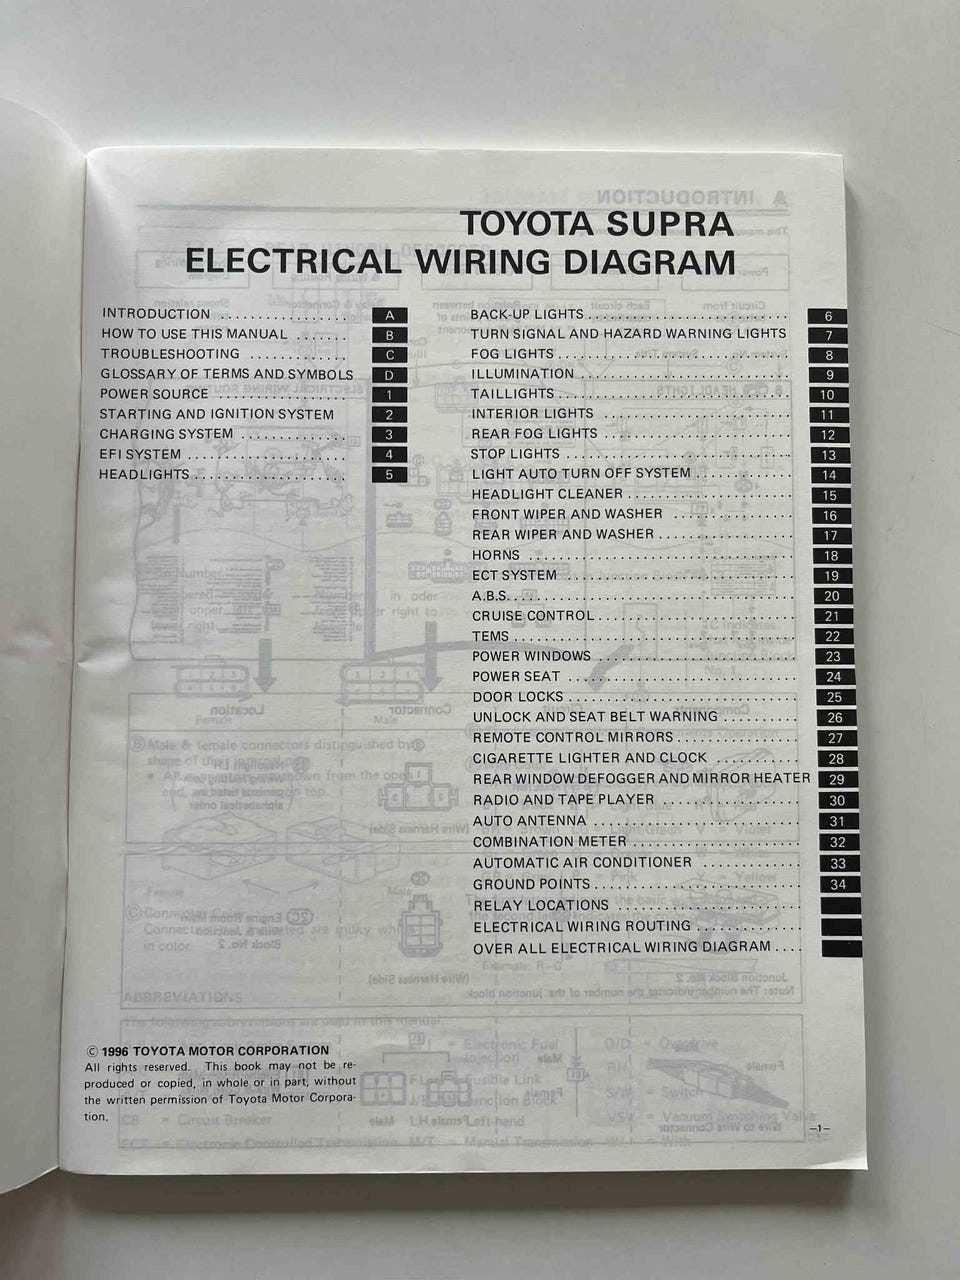 TOYOTA SUPRA
ELECTRICAL WIRING DIAGRAM
INTRODUCTION .................. A
HOW TO USE THIS MANUAL ....... B
TROUBLESHOOTING ............. C
GLOSSARY OF TERMS AND SYMBOLS D
POWER SOURCE .................. 1
STARTING AND IGNITION SYSTEM 2
CHARGING SYSTEM .............. 3
EFI SYSTEM ..................... 4
HEADLIGHTS .................... 5
BACK-UP LIGHTS ........................... 6
TURN SIGNAL AND HAZARD WARNING LIGHTS 7
FOG LIGHTS .............................. 8
ILLUMINATION ............................ 9
TAILLIGHTS .............................. 10
INTERIOR LIGHTS ......................... 11
REAR FOG LIGHTS ......................... 12
STOP LIGHTS ............................. 13
LIGHT AUTO TURN OFF SYSTEM ............. 14
HEADLIGHT CLEANER ...................... 15
FRONT WIPER AND WASHER ................ 16
REAR WIPER AND WASHER ................. 17
HORNS ................................... 18
ECT SYSTEM .............................. 19
A.B.S. ................................... 20
CRUISE CONTROL .......................... 21
TEMS .................................... 22
POWER WINDOWS .......................... 23
POWER SEAT .............................. 24
DOOR LOCKS .............................. 25
UNLOCK AND SEAT BELT WARNING .......... 26
REMOTE CONTROL MIRRORS ................ 27
CIGARETTE LIGHTER AND CLOCK ........... 28
REAR WINDOW DEFOGGER AND MIRROR HEATER 29
RADIO AND TAPE PLAYER .................. 30
AUTO ANTENNA ............................ 31
COMBINATION METER ...................... 32
AUTOMATIC AIR CONDITIONER ............. 33
GROUND POINTS ........................... 34
RELAY LOCATIONS .........................
ELECTRICAL WIRING ROUTING ..............
OVER ALL ELECTRICAL WIRING DIAGRAM ....
© 1996 TOYOTA MOTOR CORPORATION
All rights reserved. This book may not be re-
produced or copied, in whole or in part, without
the written permission of Toyota Motor Corpora-
tion.
—1—